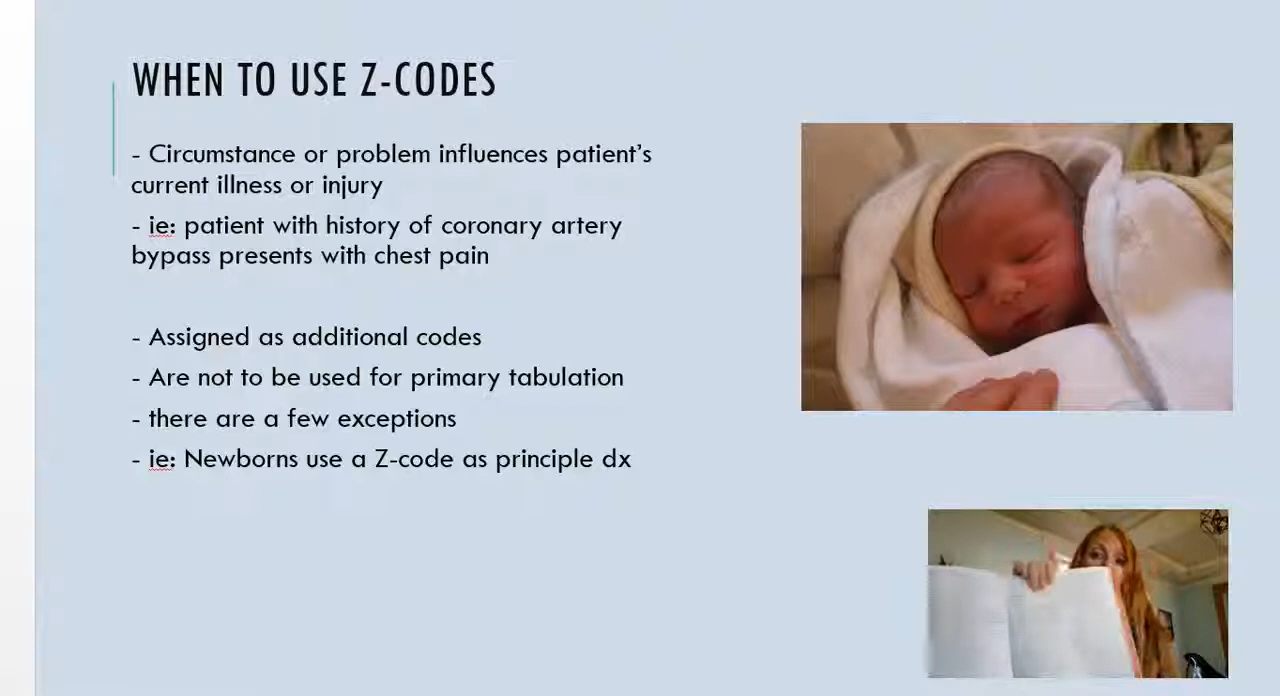 WHEN TO USE Z-CODES
- Circumstance or problem influences patient's
current illness or injury
- ie: patient with history of coronary artery
bypass presents with chest pain
- Assigned as additional codes
- Are not to be used for primary tabulation
- there are a few exceptions
- ie: Newborns use a Z-code as principle dx